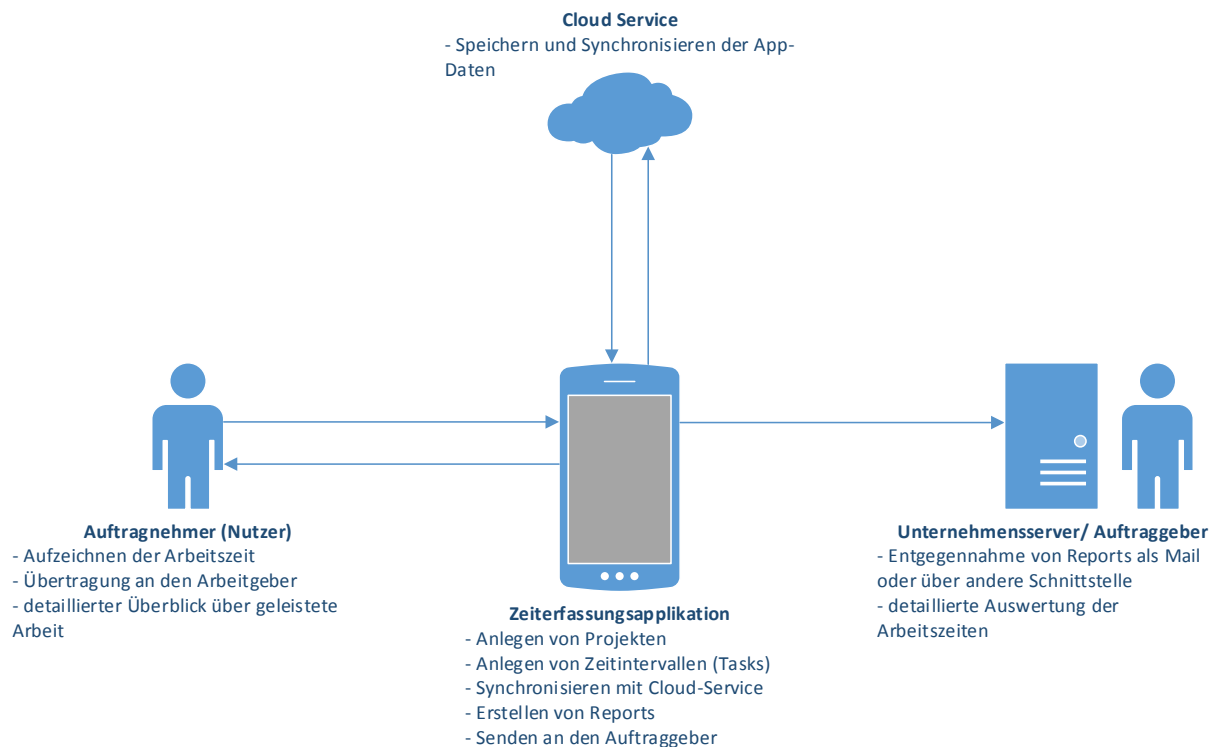 Cloud Service
- Speichern und Synchronisieren der App-
Daten
Auftragnehmer (Nutzer)
- Aufzeichnen der Arbeitszeit
- Übertragung an den Arbeitgeber
- detaillierter Überblick über geleistete
Arbeit
Zeiterfassungsapplikation
- Anlegen von Projekten
- Anlegen von Zeitintervallen (Tasks)
- Synchronisieren mit Cloud-Service
- Erstellen von Reports
- Senden an den Auftraggeber
Unternehmensserver/ Auftraggeber
- Entgegennahme von Reports als Mail
oder über andere Schnittstelle
- detaillierte Auswertung der
Arbeitszeiten